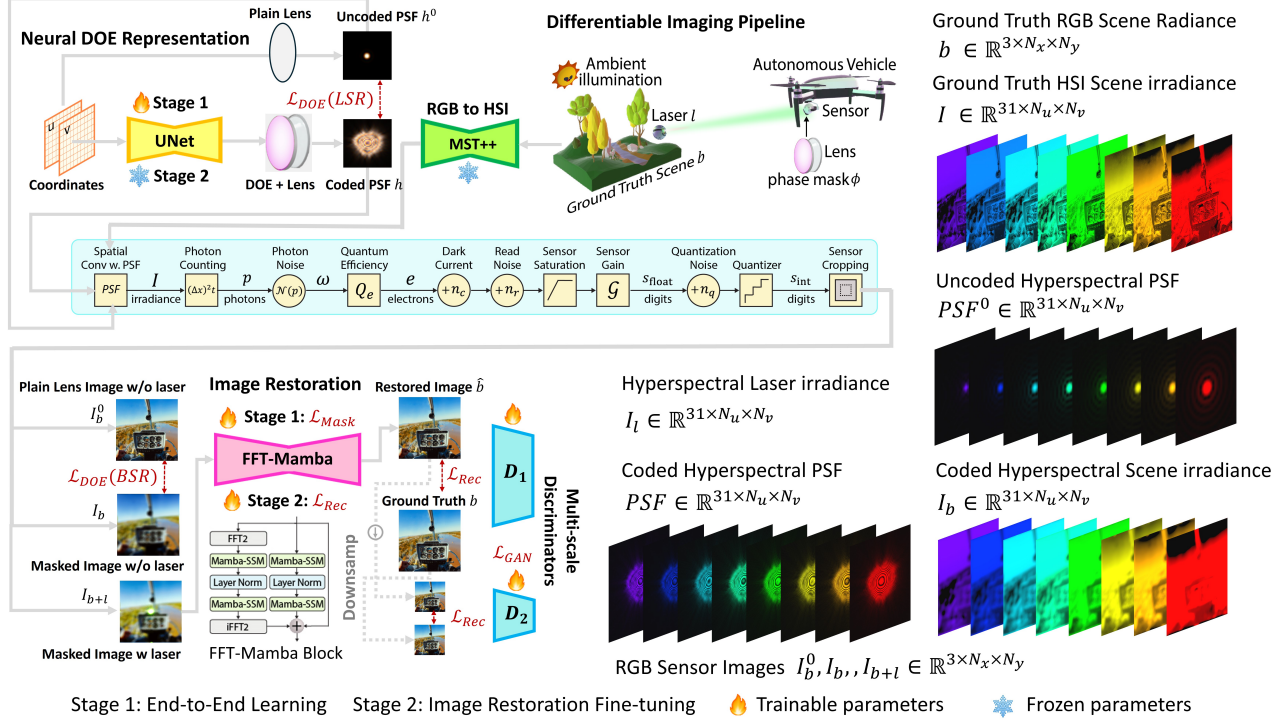 Neural DOE Representation
Plain Lens
Uncoded PSF h⁰
Stage 1
UNet
Stage 2
U
V
Coordinates
DOE + Lens
ℒ_DOE(LSR)
Coded PSF h
Differentiable Imaging Pipeline
RGB to HSI
MST++
Ambient
illumination
Laser l
Ground Truth Scene b
Autonomous Vehicle
Sensor
Lens
phase mask ϕ
Spatial
Conv w. PSF
PSF
I
irradiance
Photon
Counting
(Δx)²t
p
photons
Photon
Noise
𝒩(p)
ω
Quantum
Efficiency
Q_e
e
electrons
Dark
Current
+n_c
Read
Noise
+n_r
Sensor
Saturation
Sensor
Gain
𝒢
s_float
digits
Quantization
Noise
+n_q
Quantizer
s_int
digits
Sensor
Cropping
Plain Lens Image w/o laser
I_b^0
ℒ_DOE(BSR)
I_b
Masked Image w/o laser
I_{b+l}
Masked Image w laser
Image Restoration
Stage 1: ℒ_Mask
FFT-Mamba
Stage 2: ℒ_Rec
FFT2
Mamba-SSM
Mamba-SSM
Layer Norm
Layer Norm
Mamba-SSM
Mamba-SSM
iFFT2
+
FFT-Mamba Block
Restored Image b̂
ℒ_Rec
Ground Truth b
Downsamp
ℒ_Rec
D₁
ℒ_GAN
D₂
Multi-scale
Discriminators
Ground Truth RGB Scene Radiance
b ∈ ℝ^{3×N_x×N_y}
Ground Truth HSI Scene irradiance
I ∈ ℝ^{31×N_u×N_v}
Uncoded Hyperspectral PSF
PSF⁰ ∈ ℝ^{31×N_u×N_v}
Hyperspectral Laser irradiance
I_l ∈ ℝ^{31×N_u×N_v}
Coded Hyperspectral PSF
PSF ∈ ℝ^{31×N_u×N_v}
Coded Hyperspectral Scene irradiance
I_b ∈ ℝ^{31×N_u×N_v}
RGB Sensor Images I_b^0, I_b, , I_{b+l} ∈ ℝ^{3×N_x×N_y}
Stage 1: End-to-End Learning
Stage 2: Image Restoration Fine-tuning
Trainable parameters
Frozen parameters